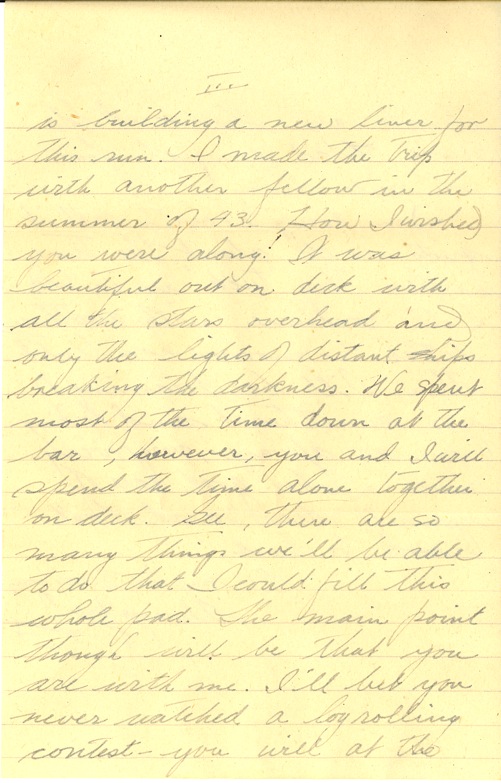 III
is building a new liner for
this run. I made the trip
with another fellow in the
summer of 43. How I wished
you were along! It was
beautiful out on deck with
all the stars overhead and
only the lights of distant ships
breaking the darkness. We spent
most of the time down at the
bar, however, you and I will
spend the time alone together
on deck. Gee, there are so
many things we'll be able
to do that I could fill this
whole pad. The main point
though will be that you
are with me. I'll bet you
never watched a log rolling
contest - you will at the